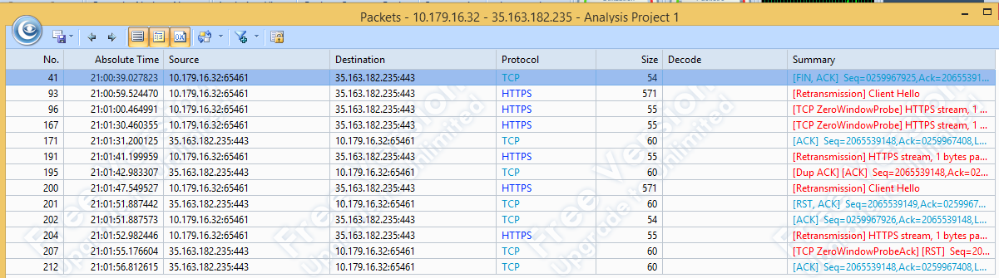 Packets - 10.179.16.32 - 35.163.182.235 - Analysis Project 1
No. Absolute Time Source Destination Protocol Size Decode Summary
41 21:00:39.027823 10.179.16.32:65461 35.163.182.235:443 TCP 54 [FIN, ACK] Seq=0259967925,Ack=20655391...
93 21:00:59.524470 10.179.16.32:65461 35.163.182.235:443 HTTPS 571 [Retransmission] Client Hello
96 21:01:00.464991 10.179.16.32:65461 35.163.182.235:443 HTTPS 55 [TCP ZeroWindowProbe] HTTPS stream, 1 ...
167 21:01:30.460355 10.179.16.32:65461 35.163.182.235:443 HTTPS 55 [TCP ZeroWindowProbe] HTTPS stream, 1 ...
171 21:01:31.200125 35.163.182.235:443 10.179.16.32:65461 TCP 60 [ACK] Seq=2065539148,Ack=0259967408,L...
191 21:01:41.199959 10.179.16.32:65461 35.163.182.235:443 HTTPS 55 [Retransmission] HTTPS stream, 1 bytes pa...
195 21:01:42.983307 35.163.182.235:443 10.179.16.32:65461 TCP 60 [Dup ACK] [ACK] Seq=2065539148,Ack=02...
200 21:01:47.549527 10.179.16.32:65461 35.163.182.235:443 HTTPS 571 [Retransmission] Client Hello
201 21:01:51.887442 35.163.182.235:443 10.179.16.32:65461 TCP 60 [RST, ACK] Seq=2065539149,Ack=0259967...
202 21:01:51.887573 10.179.16.32:65461 35.163.182.235:443 TCP 54 [ACK] Seq=0259967926,Ack=2065539148,L...
204 21:01:52.982446 10.179.16.32:65461 35.163.182.235:443 HTTPS 55 [Retransmission] HTTPS stream, 1 bytes pa...
207 21:01:55.176604 35.163.182.235:443 10.179.16.32:65461 TCP 60 [TCP ZeroWindowProbeAck] [RST] Seq=20...
212 21:01:56.812615 35.163.182.235:443 10.179.16.32:65461 TCP 60 [ACK] Seq=2065539148,Ack=0259967926,L...
Free Version
Upgrade to Unlimited